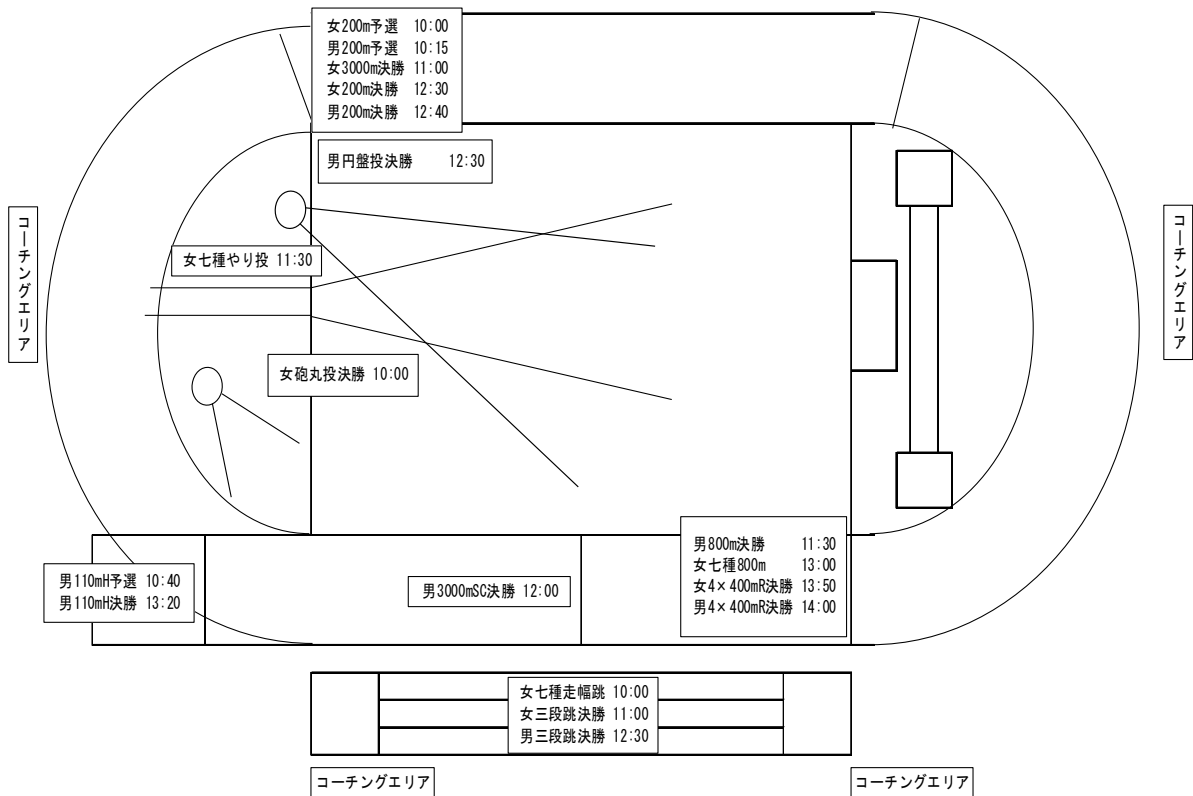 女200m予選 10:00
男200m予選 10:15
女3000m決勝 11:00
女200m決勝 12:30
男200m決勝 12:40
男円盤投決勝 12:30
コーチングエリア
コーチングエリア
女七種やり投 11:30
女砲丸投決勝 10:00
男800m決勝 11:30
女七種800m 13:00
女4×400mR決勝 13:50
男4×400mR決勝 14:00
男110mH予選 10:40
男110mH決勝 13:20
男3000mSC決勝 12:00
女七種走幅跳 10:00
女三段跳決勝 11:00
男三段跳決勝 12:30
コーチングエリア
コーチングエリア